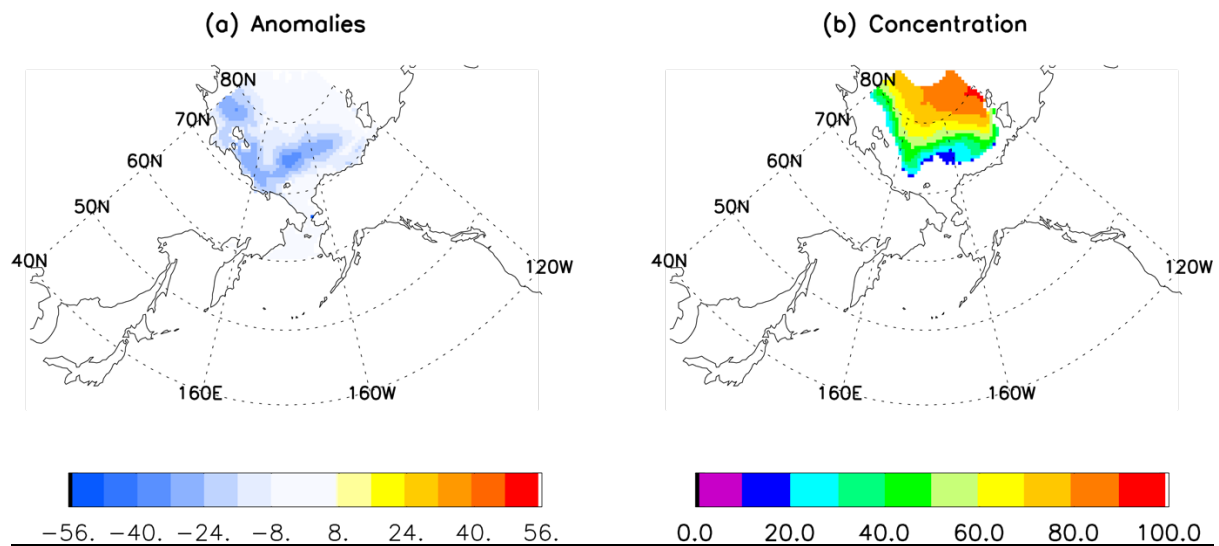 (a) Anomalies
(b) Concentration
80N
70N
60N
50N
40N
160E
160W
120W
80N
70N
60N
50N
40N
160E
160W
120W
−56. −40. −24. −8. 8. 24. 40. 56.
0.0 20.0 40.0 60.0 80.0 100.0